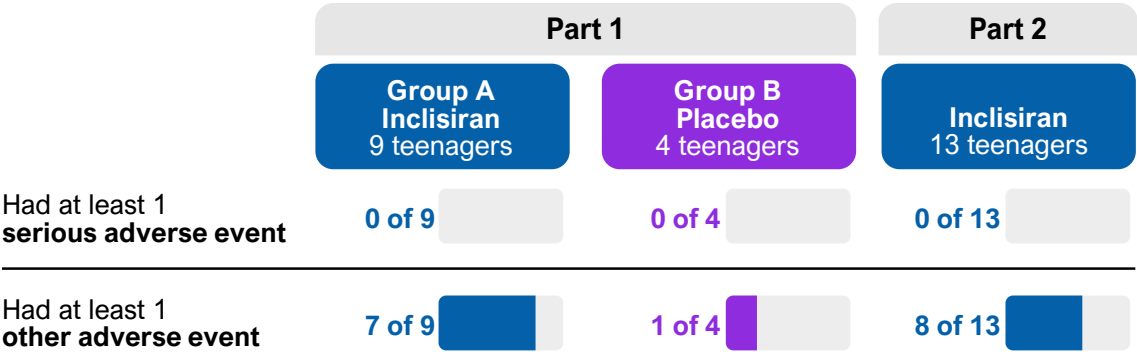 Part 1
Part 2
Group A
Inclisiran
9 teenagers
Group B
Placebo
4 teenagers
Inclisiran
13 teenagers
Had at least 1
serious adverse event
0 of 9
0 of 4
0 of 13
Had at least 1
other adverse event
7 of 9
1 of 4
8 of 13